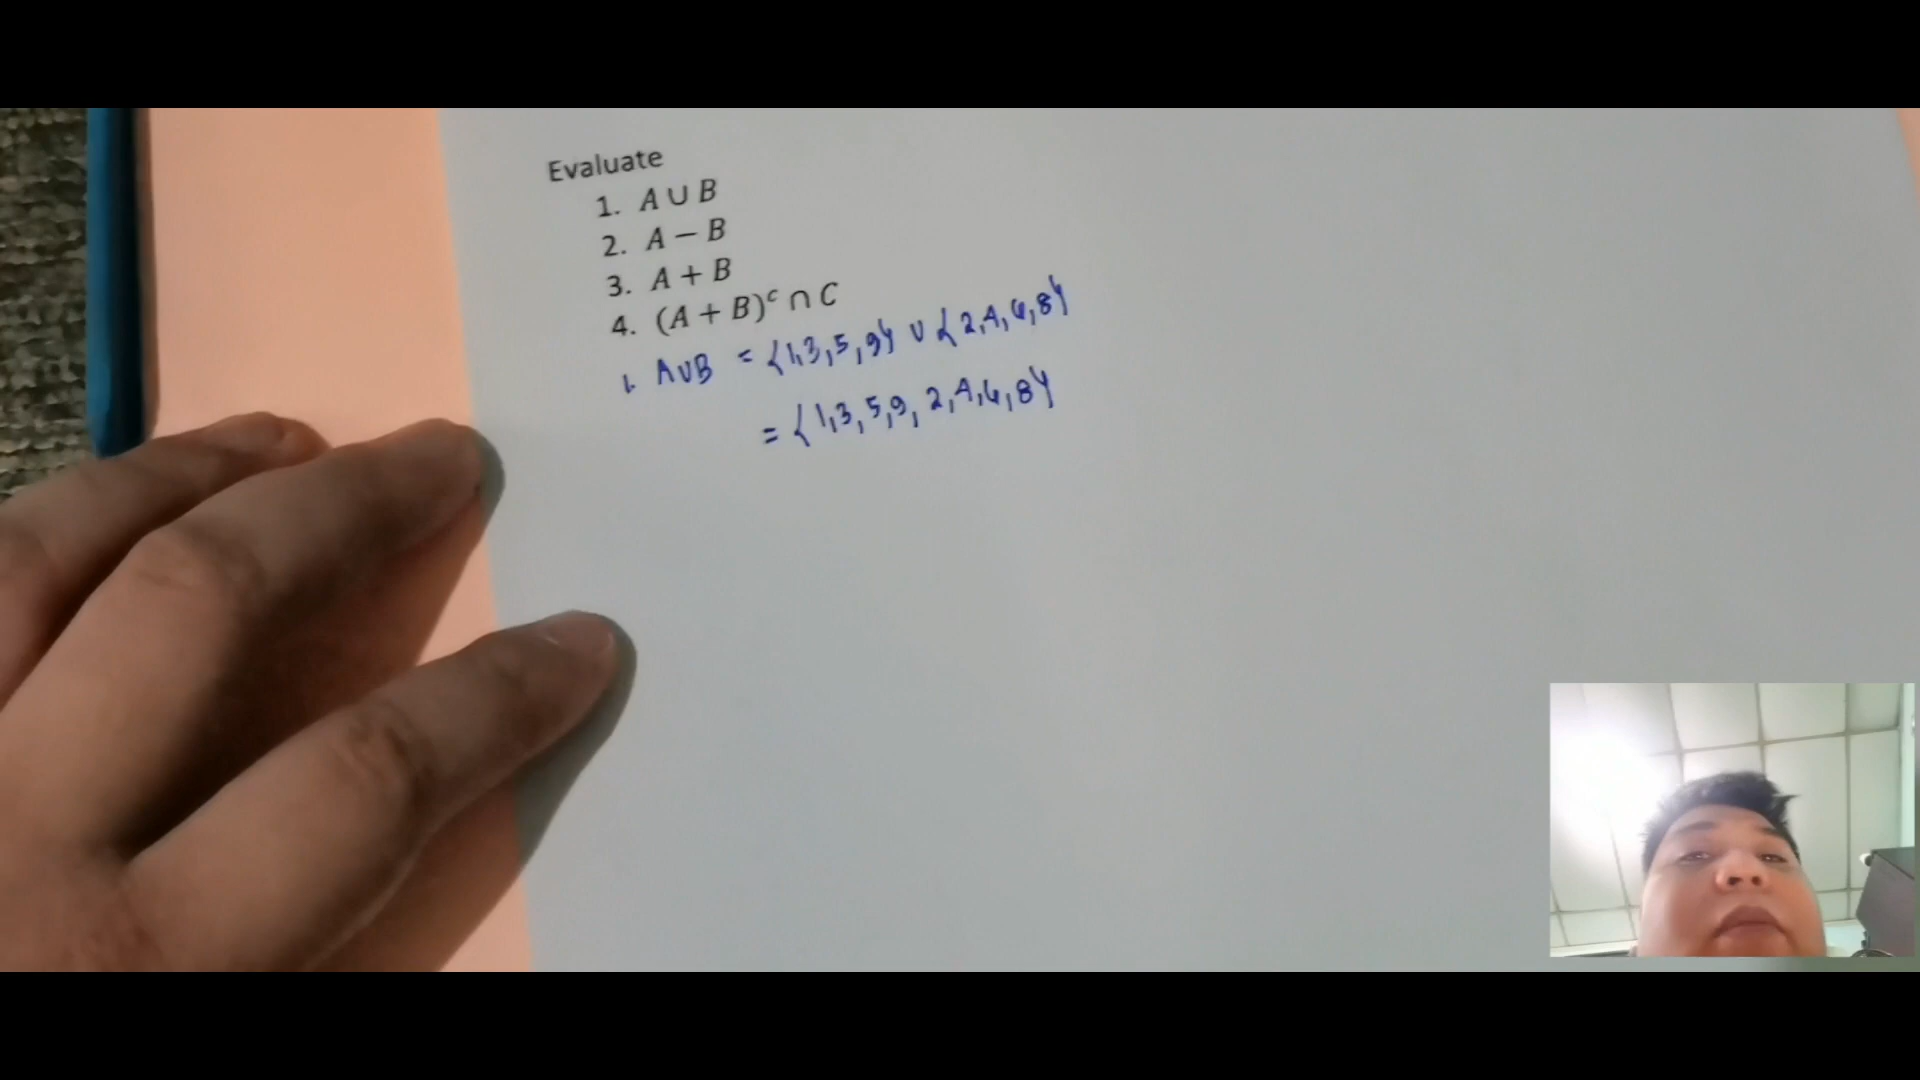 Evaluate
1. A ∪ B
2. A − B
3. A + B
4. (A + B)ᶜ ∩ C
1. A∪B = {1,3,5,9} ∪ {2,4,6,8}
= {1,3,5,9,2,4,6,8}